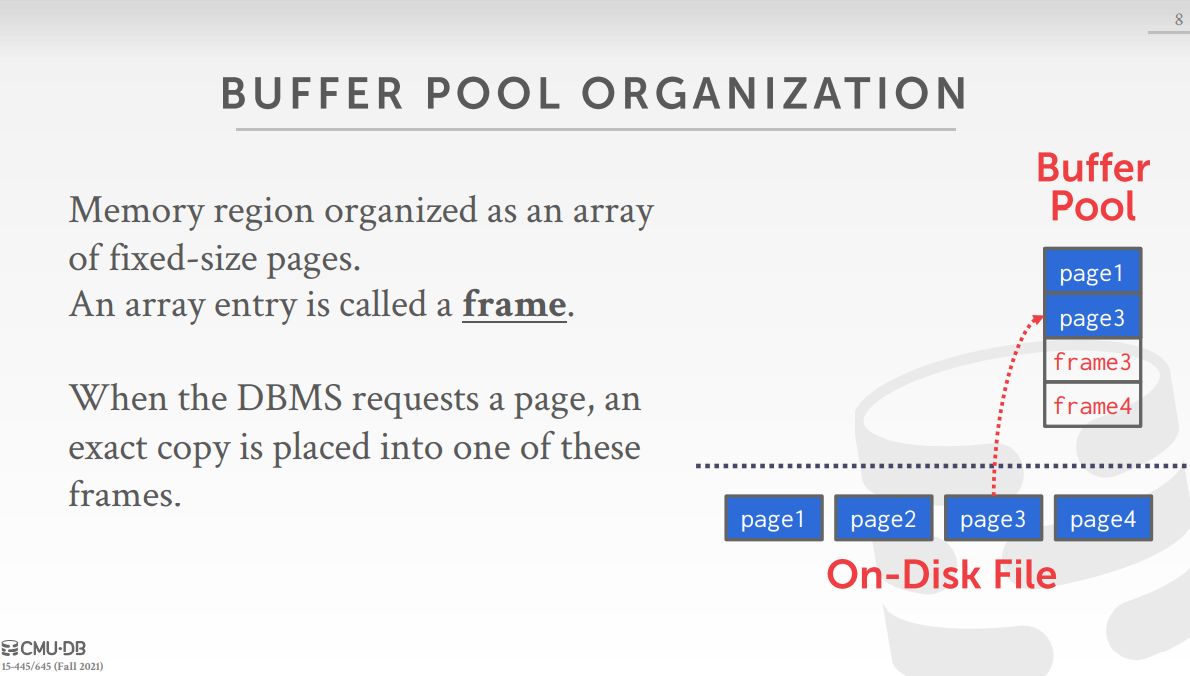 8
BUFFER POOL ORGANIZATION
Memory region organized as an array
of fixed-size pages.
An array entry is called a frame.
When the DBMS requests a page, an
exact copy is placed into one of these
frames.
Buffer
Pool
page1
page3
frame3
frame4
page1 page2 page3 page4
On-Disk File
CMU·DB
15-445/645 (Fall 2021)